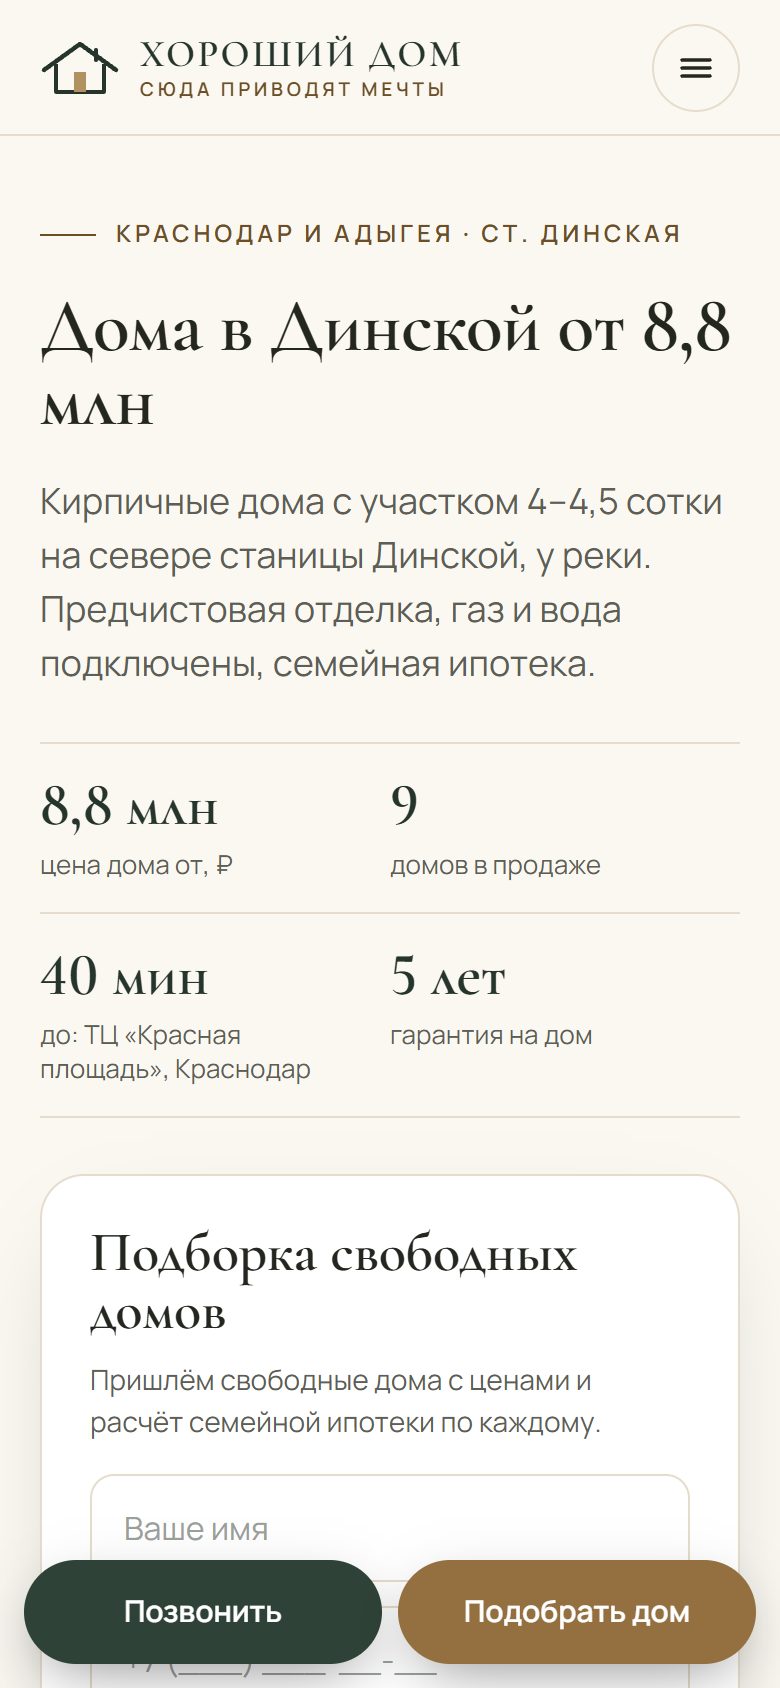 ХОРОШИЙ ДОМ
СЮДА ПРИВОДЯТ МЕЧТЫ
КРАСНОДАР И АДЫГЕЯ · СТ. ДИНСКАЯ
Дома в Динской от 8,8
млн
Кирпичные дома с участком 4–4,5 сотки
на севере станицы Динской, у реки.
Предчистовая отделка, газ и вода
подключены, семейная ипотека.
8,8 млн
цена дома от, ₽
9
домов в продаже
40 мин
до: ТЦ «Красная
площадь», Краснодар
5 лет
гарантия на дом
Подборка свободных
домов
Пришлём свободные дома с ценами и
расчёт семейной ипотеки по каждому.
Ваше имя
Позвонить
Подобрать дом